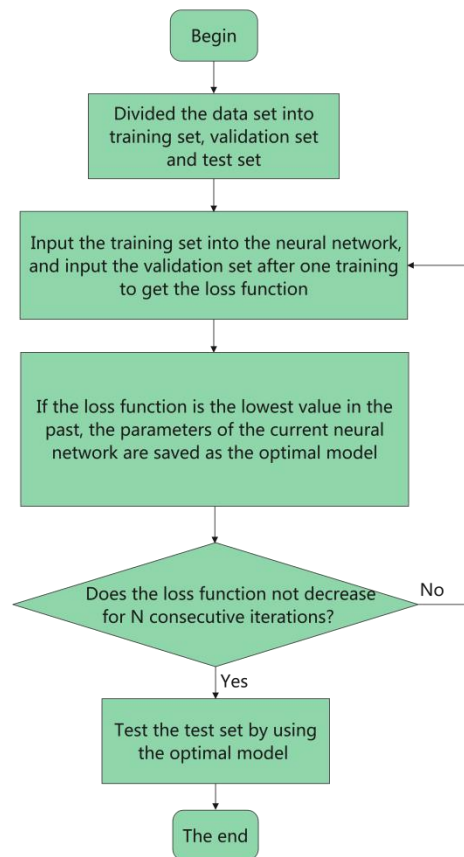 Begin
Divided the data set into
training set, validation set
and test set
Input the training set into the neural network,
and input the validation set after one training
to get the loss function
If the loss function is the lowest value in the
past, the parameters of the current neural
network are saved as the optimal model
Does the loss function not decrease
for N consecutive iterations?
No
Yes
Test the test set by using
the optimal model
The end